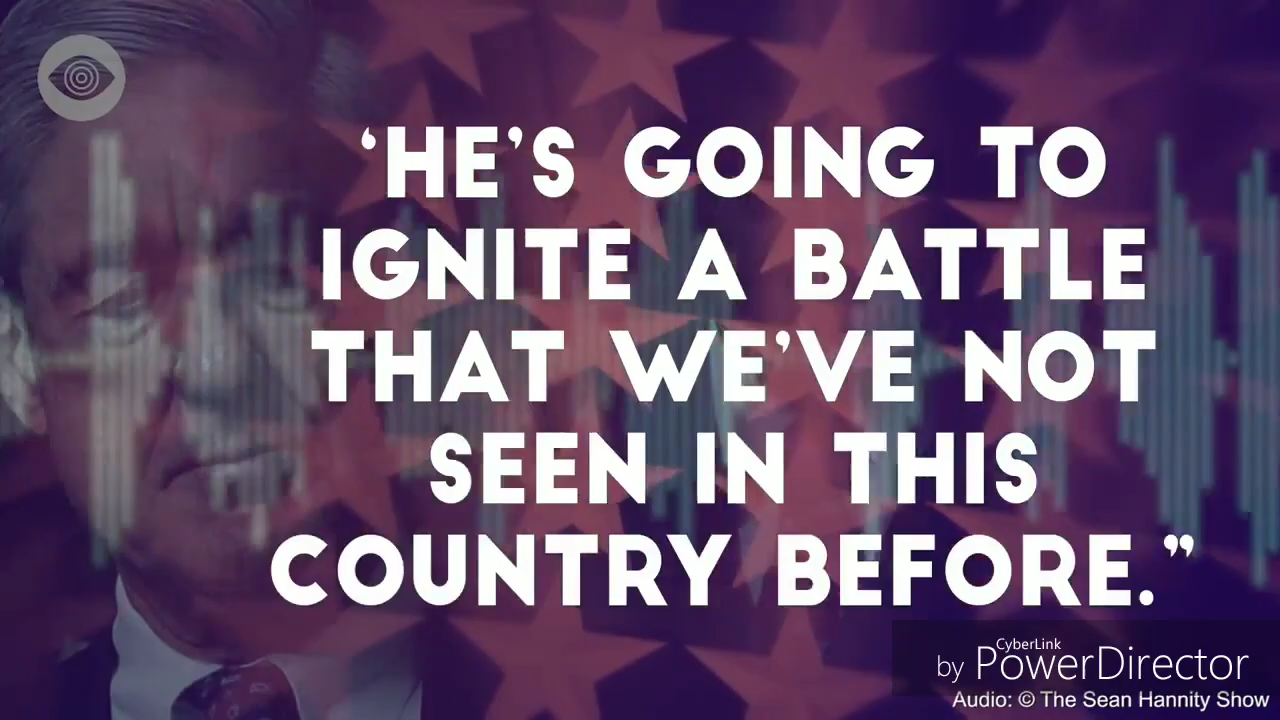 ‘HE’S GOING TO
IGNITE A BATTLE
THAT WE’VE NOT
SEEN IN THIS
COUNTRY BEFORE.”
CyberLink
by PowerDirector
Audio: © The Sean Hannity Show